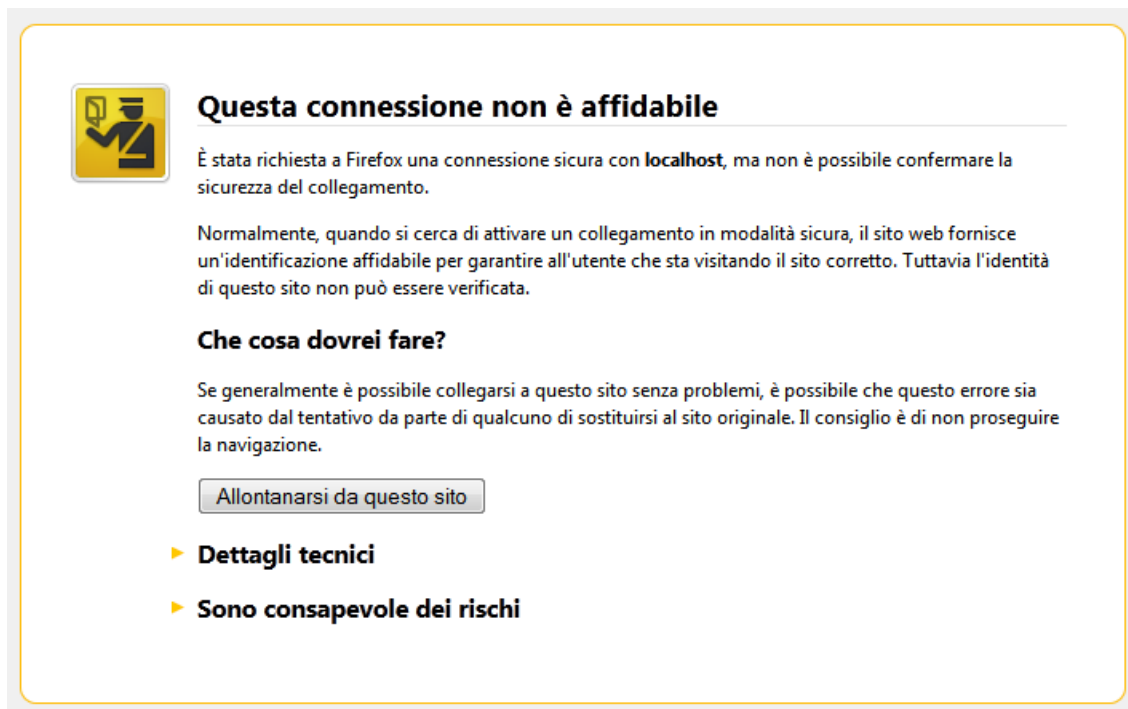 Questa connessione non è affidabile
È stata richiesta a Firefox una connessione sicura con localhost, ma non è possibile confermare la
sicurezza del collegamento.
Normalmente, quando si cerca di attivare un collegamento in modalità sicura, il sito web fornisce
un'identificazione affidabile per garantire all'utente che sta visitando il sito corretto. Tuttavia l'identità
di questo sito non può essere verificata.
Che cosa dovrei fare?
Se generalmente è possibile collegarsi a questo sito senza problemi, è possibile che questo errore sia
causato dal tentativo da parte di qualcuno di sostituirsi al sito originale. Il consiglio è di non proseguire
la navigazione.
Allontanarsi da questo sito
Dettagli tecnici
Sono consapevole dei rischi